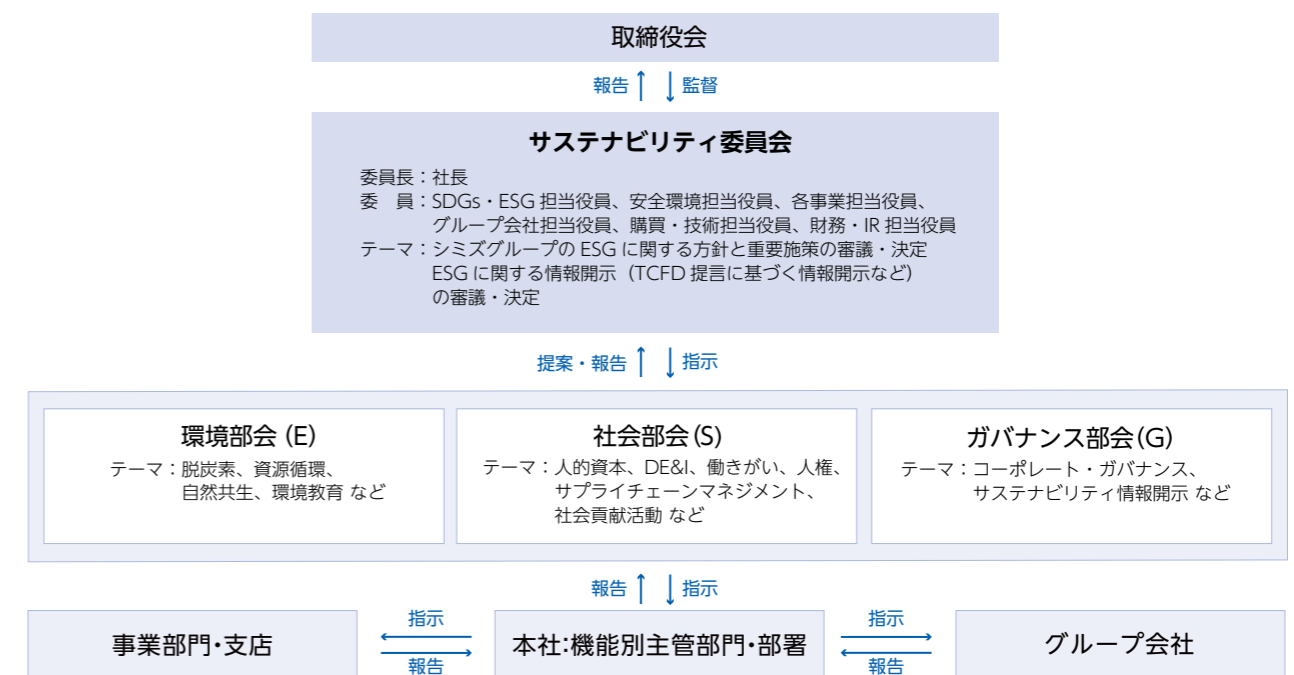 取締役会
報告
監督
サステナビリティ委員会
委員長：社長
委　員：SDGs・ESG 担当役員、安全環境担当役員、各事業担当役員、
グループ会社担当役員、購買・技術担当役員、財務・IR 担当役員
テーマ：シミズグループの ESG に関する方針と重要施策の審議・決定
ESG に関する情報開示（TCFD 提言に基づく情報開示など）
の審議・決定
提案・報告
指示
環境部会 (E)
テーマ：脱炭素、資源循環、
自然共生、環境教育 など
社会部会(S)
テーマ：人的資本、DE&I、働きがい、人権、
サプライチェーンマネジメント、
社会貢献活動 など
ガバナンス部会(G)
テーマ：コーポレート・ガバナンス、
サステナビリティ情報開示 など
報告
指示
事業部門・支店
指示
報告
本社:機能別主管部門・部署
指示
報告
グループ会社